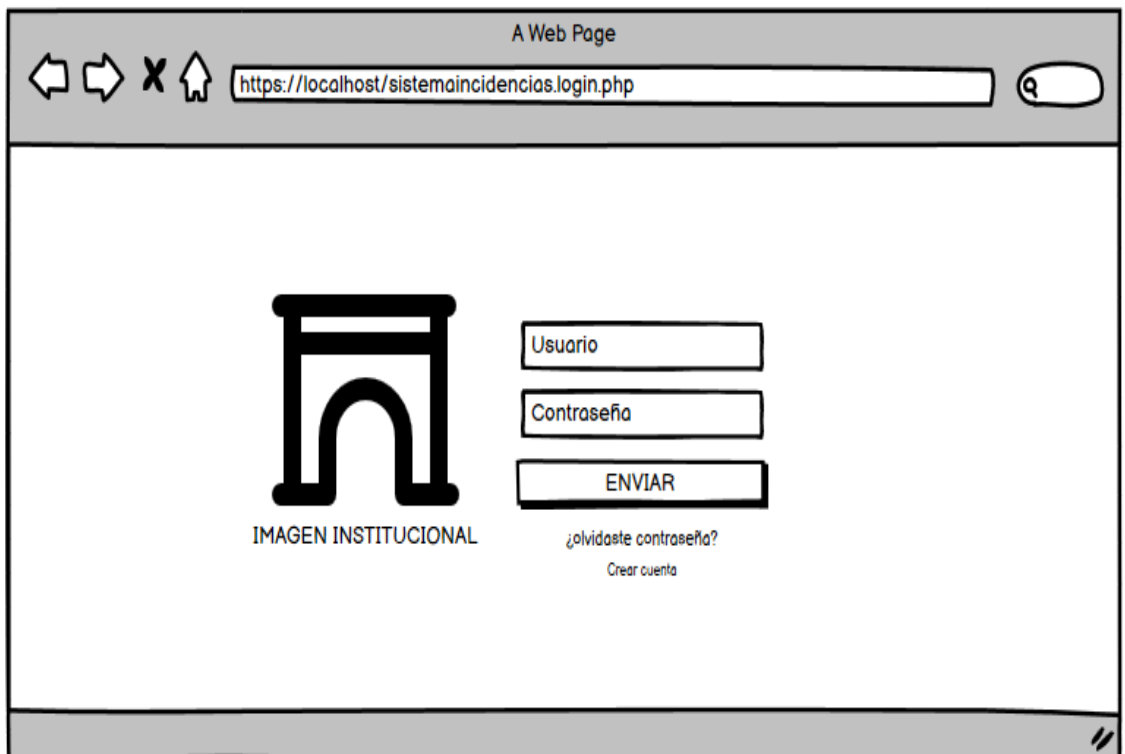 A Web Page
https://localhost/sistemaincidencias.login.php
Usuario
Contraseña
ENVIAR
IMAGEN INSTITUCIONAL
¿olvidaste contraseña?
Crear cuenta